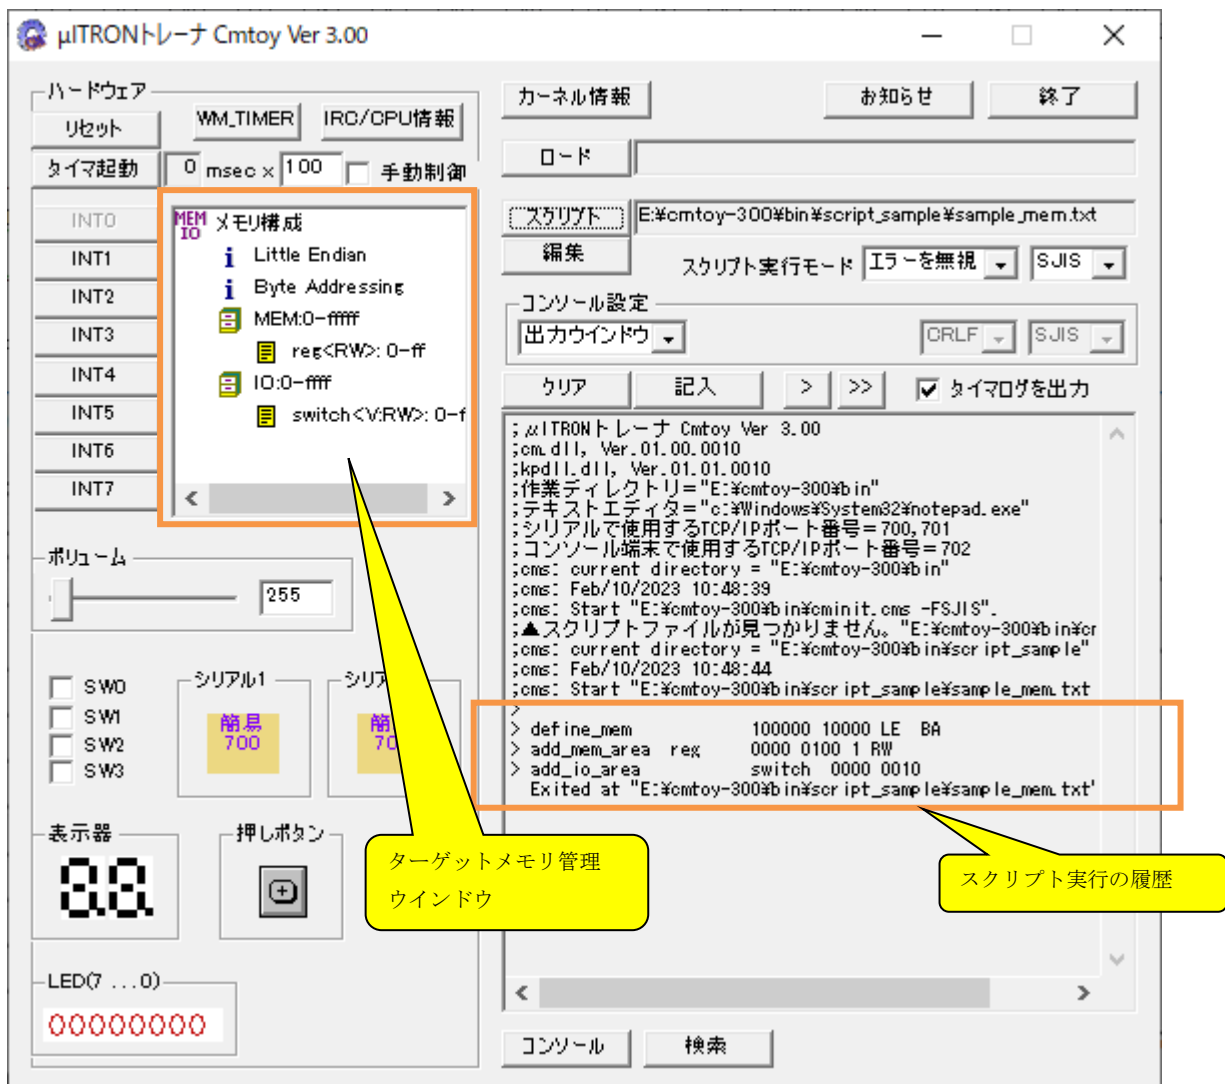 μITRONトレーナ Cmtoy Ver 3.00
ハードウェア
リセット
WM_TIMER
IRC/CPU情報
タイマ起動
0 msec x 100
手動制御
INT0
INT1
INT2
INT3
INT4
INT5
INT6
INT7
MEM IO メモリ構成
i Little Endian
i Byte Addressing
MEM:0-fffff
reg<RW>: 0-ff
IO:0-ffff
switch<V:RW>: 0-f
ボリューム
255
SW0
SW1
SW2
SW3
シリアル1
簡易
700
シリア
簡
70
表示器
88
押しボタン
LED(7 ...0)
00000000
カーネル情報
お知らせ
終了
ロード
スクリプト
E:¥cmtoy-300¥bin¥script_sample¥sample_mem.txt
編集
スクリプト実行モード
エラーを無視
SJIS
コンソール設定
出力ウインドウ
CRLF
SJIS
クリア
記入
>
>>
タイマログを出力
;μITRONトレーナ Cmtoy Ver 3.00
;cm.dll, Ver.01.00.0010
;kpdll.dll, Ver.01.01.0010
;作業ディレクトリ="E:¥cmtoy-300¥bin"
;テキストエディタ="c:¥Windows¥System32¥notepad.exe"
;シリアルで使用するTCP/IPポート番号=700,701
;コンソール端末で使用するTCP/IPポート番号=702
;cms: current directory = "E:¥cmtoy-300¥bin"
;cms: Feb/10/2023 10:48:39
;cms: Start "E:¥cmtoy-300¥bin¥cminit.cms -FSJIS".
;▲スクリプトファイルが見つかりません。"E:¥cmtoy-300¥bin¥cr
;cms: current directory = "E:¥cmtoy-300¥bin¥script_sample"
;cms: Feb/10/2023 10:48:44
;cms: Start "E:¥cmtoy-300¥bin¥script_sample¥sample_mem.txt
>
> define_mem 100000 10000 LE BA
> add_mem_area reg 0000 0100 1 RW
> add_io_area switch 0000 0010
Exited at "E:¥cmtoy-300¥bin¥script_sample¥sample_mem.txt"
ターゲットメモリ管理
ウインドウ
スクリプト実行の履歴
コンソール
検索